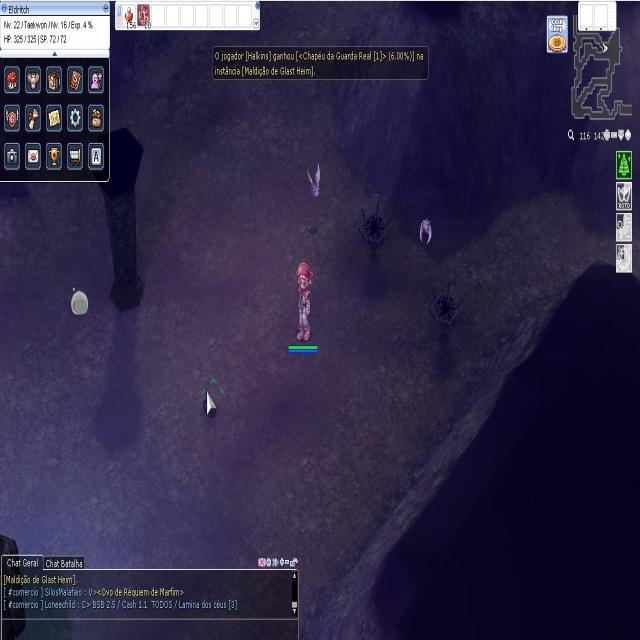 Eldritch
Nv. 22 / Taekwon / Nv. 16 / Exp. 4 %
HP. 325 / 325 | SP. 72 / 72
156
10
O jogador [Halkins] ganhou [<Chapéu da Guarda Real [1]> (6.00%)] na
instância [Maldição de Glast Heim].
Chat Geral
Chat Batalha
[Maldição de Glast Heim].
[ #comercio ] SilosMalafaio : V><Ovo de Réquiem de Marfim>
[ #comercio ] Loneechild : C> BSB 2.5 / Cash 1.1 TODOS / Lamina dos céus [3]